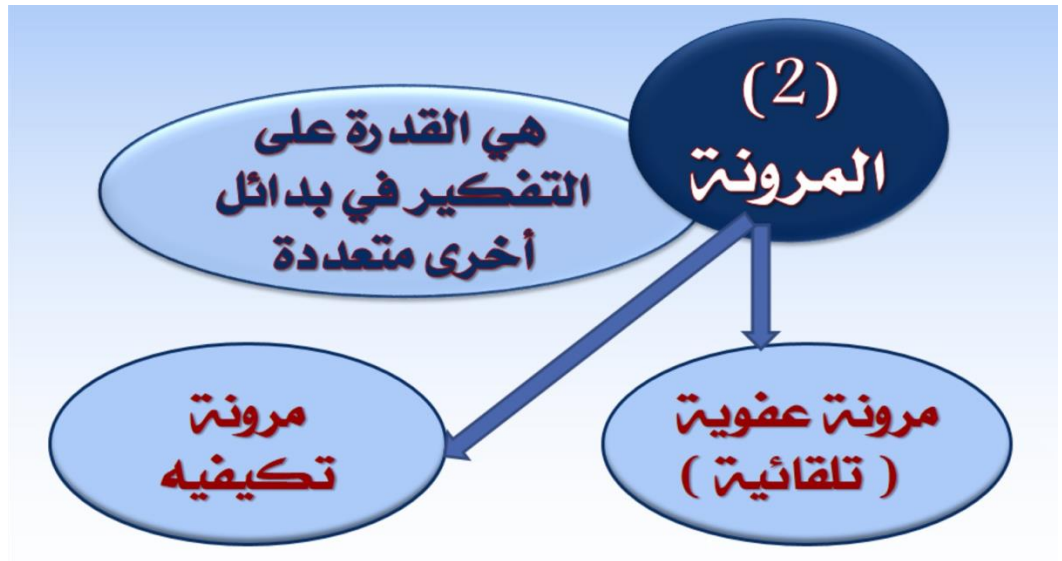 (2)
المرونة
هي القدرة على
التفكير في بدائل
أخرى متعددة
مرونة عفوية
( تلقائية )
مرونة
تكيفيه